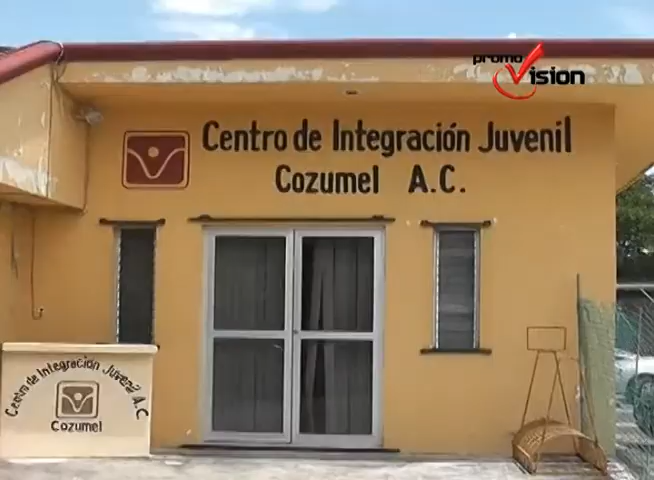 promo
Vision
Centro de Integración Juvenil
Cozumel A.C.
Centro de Integración Juvenil A.C
Cozumel